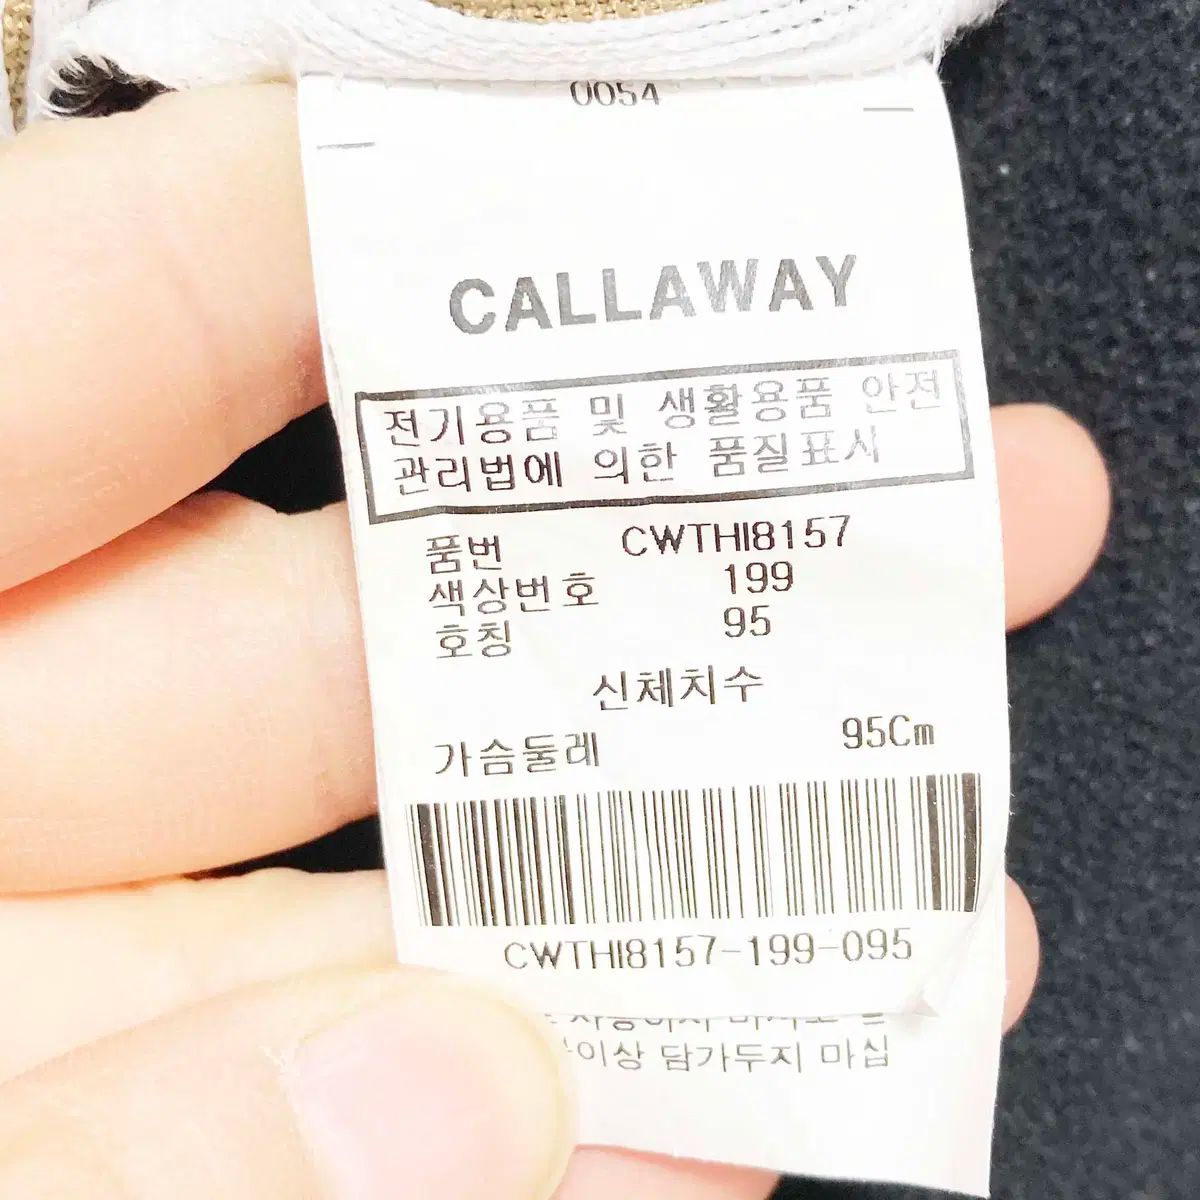 0054
CALLAWAY
전기용품 및 생활용품 안전
관리법에 의한 품질표시
품번 CWTHI8157
색상번호 199
호칭 95
신체치수
가슴둘레 95Cm
CWTHI8157-199-095
이상 담가두지 마십